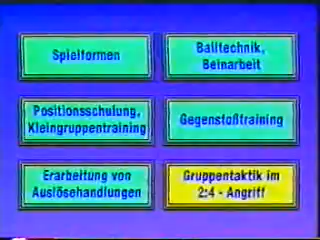 Spielformen
Balltechnik,
Beinarbeit
Positionsschulung,
Kleingruppentraining
Gegenstoßtraining
Erarbeitung von
Auslösehandlungen
Gruppentaktik im
2:4 - Angriff